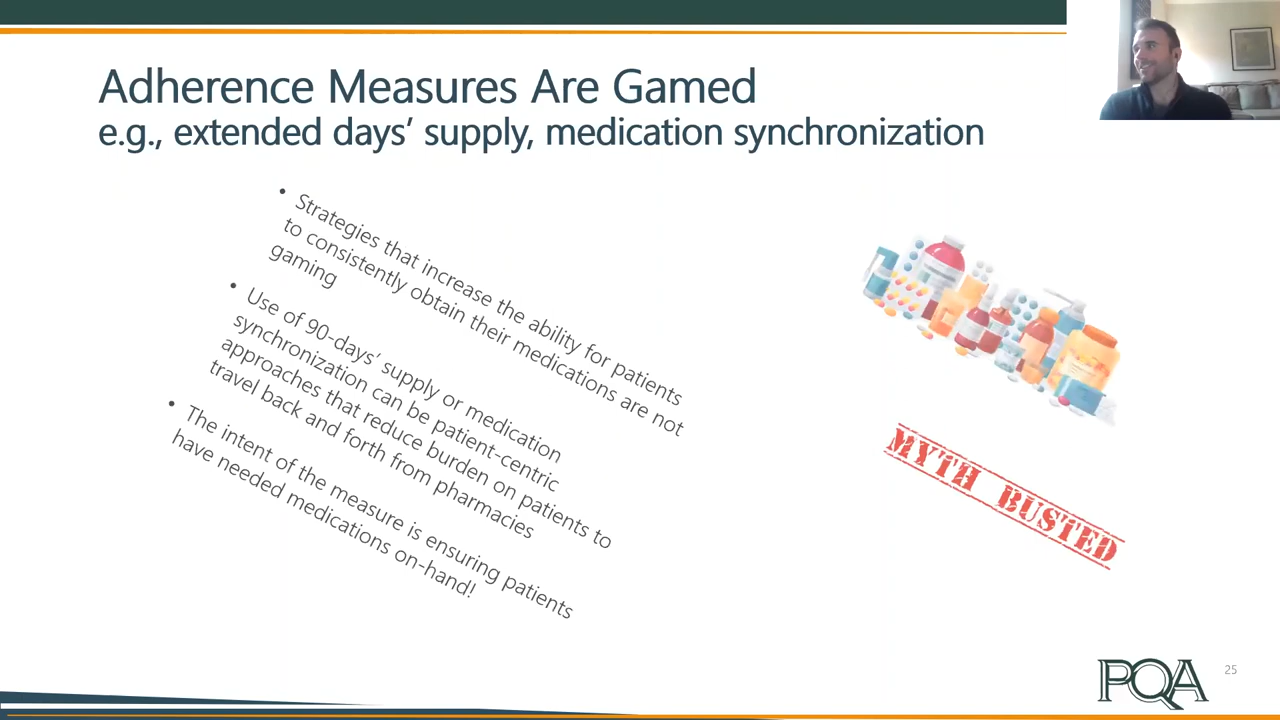 Adherence Measures Are Gamed
e.g., extended days’ supply, medication synchronization
• Strategies that increase the ability for patients
to consistently obtain their medications are not
gaming
• Use of 90-days’ supply or medication
synchronization can be patient-centric
approaches that reduce burden on patients to
travel back and forth from pharmacies
• The intent of the measure is ensuring patients
have needed medications on-hand!
MYTH BUSTED
PQA
25